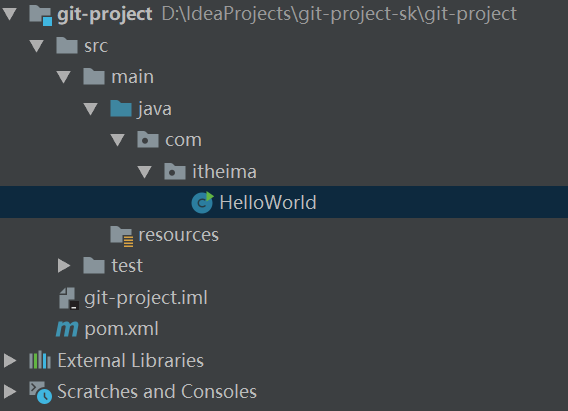 git-project D:\IdeaProjects\git-project-sk\git-project
src
main
java
com
itheima
HelloWorld
resources
test
git-project.iml
pom.xml
External Libraries
Scratches and Consoles